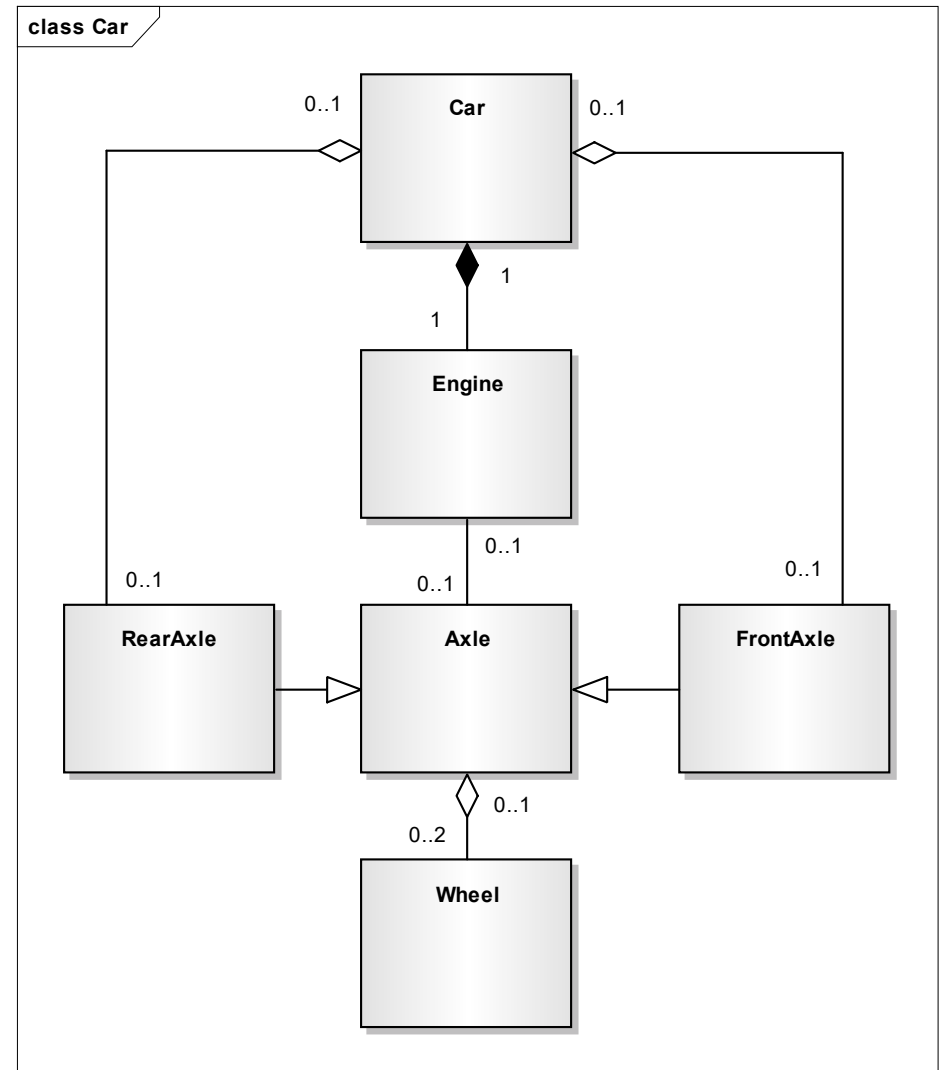 class Car
0..1
Car
0..1
1
1
Engine
0..1
0..1
0..1
0..1
RearAxle
Axle
FrontAxle
0..1
0..2
Wheel